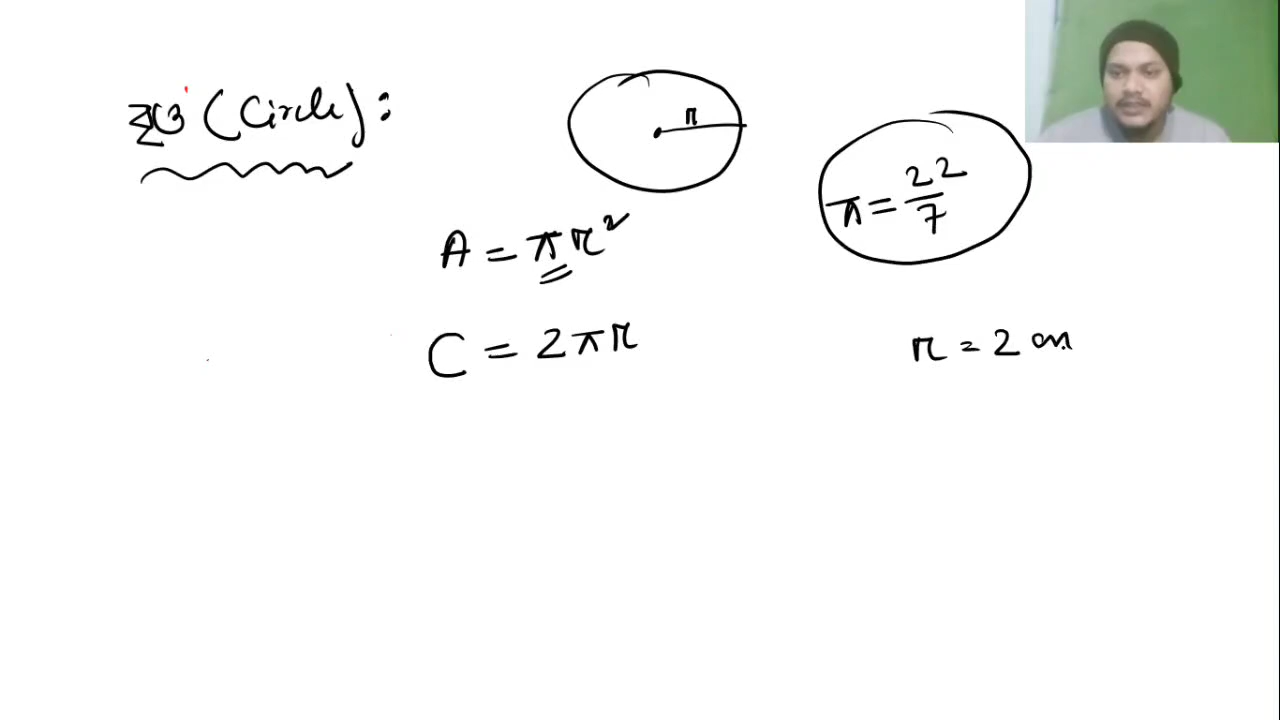 বৃত্ত (Circle):
r
π = 22/7
A = πr²
C = 2πr
r = 2 cm